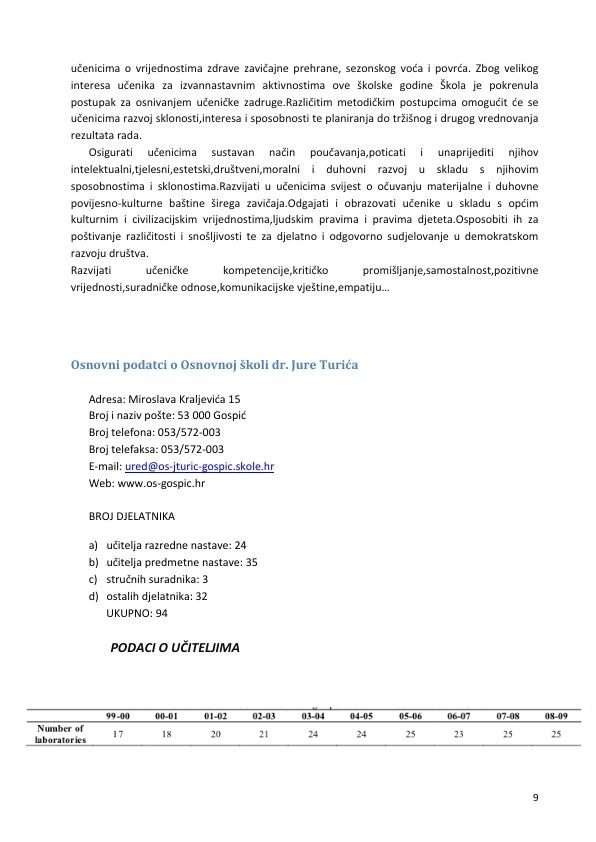 učenicima o vrijednostima zdrave zavičajne prehrane, sezonskog voća i povrća. Zbog velikog
interesa učenika za izvannastavnim aktivnostima ove školske godine Škola je pokrenula
postupak za osnivanjem učeničke zadruge.Različitim metodičkim postupcima omogućit će se
učenicima razvoj sklonosti,interesa i sposobnosti te planiranja do tržišnog i drugog vrednovanja
rezultata rada.
Osigurati učenicima sustavan način poučavanja,poticati i unaprijediti njihov
intelektualni,tjelesni,estetski,društveni,moralni i duhovni razvoj u skladu s njihovim
sposobnostima i sklonostima.Razvijati u učenicima svijest o očuvanju materijalne i duhovne
povijesno-kulturne baštine širega zavičaja.Odgajati i obrazovati učenike u skladu s općim
kulturnim i civilizacijskim vrijednostima,ljudskim pravima i pravima djeteta.Osposobiti ih za
poštivanje različitosti i snošljivosti te za djelatno i odgovorno sudjelovanje u demokratskom
razvoju društva.
Razvijati učeničke kompetencije,kritičko promišljanje,samostalnost,pozitivne
vrijednosti,suradničke odnose,komunikacijske vještine,empatiju…
Osnovni podatci o Osnovnoj školi dr. Jure Turića
Adresa: Miroslava Kraljevića 15
Broj i naziv pošte: 53 000 Gospić
Broj telefona: 053/572-003
Broj telefaksa: 053/572-003
E-mail: ured@os-jturic-gospic.skole.hr
Web: www.os-gospic.hr
BROJ DJELATNIKA
a) učitelja razredne nastave: 24
b) učitelja predmetne nastave: 35
c) stručnih suradnika: 3
d) ostalih djelatnika: 32
UKUPNO: 94
PODACI O UČITELJIMA
99-00 00-01 01-02 02-03 03-04 04-05 05-06 06-07 07-08 08-09
Number of
laboratories 17 18 20 21 24 24 25 23 25 25
9